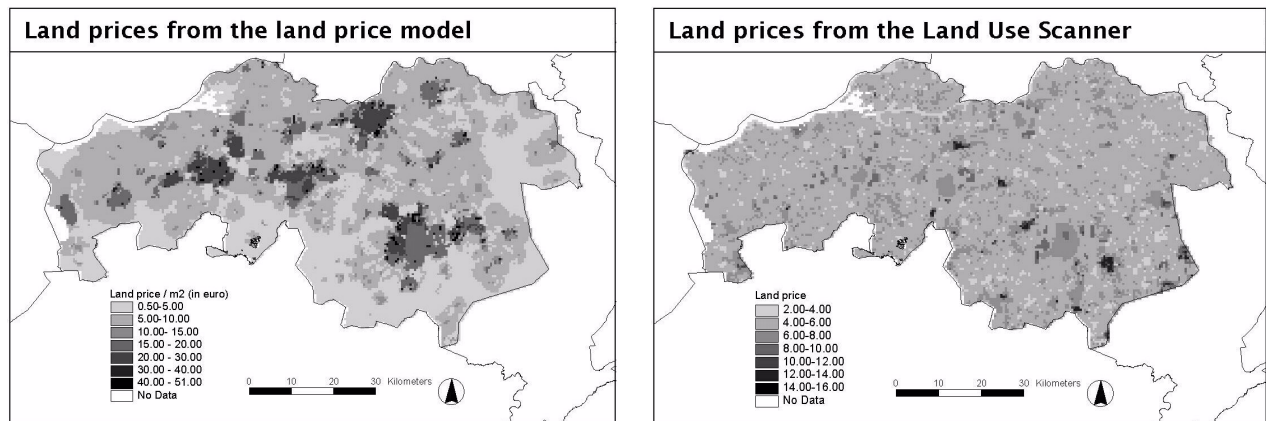 Land prices from the land price model
Land price / m2 (in euro)
0.50-5.00
5.00-10.00
10.00- 15.00
15.00 - 20.00
20.00 - 30.00
30.00 - 40.00
40.00 - 51.00
No Data
0 10 20 30 Kilometers
Land prices from the Land Use Scanner
Land price
2.00-4.00
4.00-6.00
6.00-8.00
8.00-10.00
10.00-12.00
12.00-14.00
14.00-16.00
No Data
0 10 20 30 Kilometers